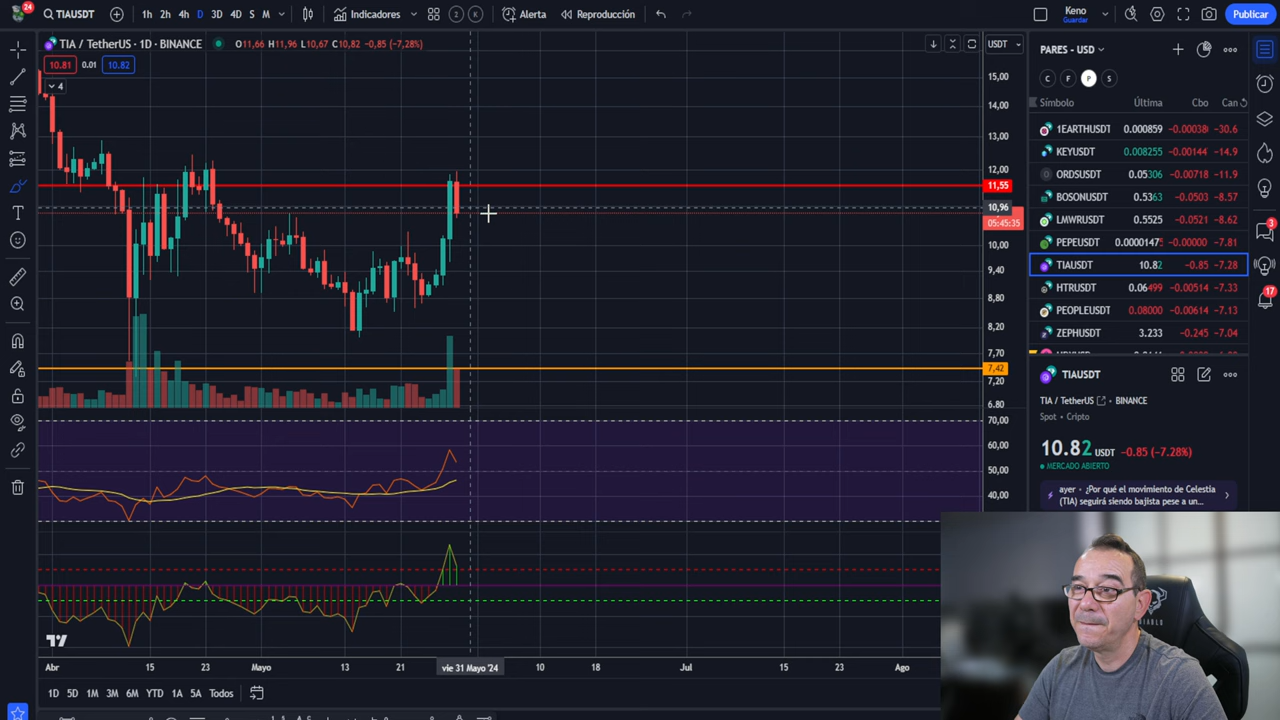 24
TIAUSDT
1h 2h 4h D 3D 4D S M
Indicadores
2 K
Alerta
Reproducción
Keno
Guardar
Publicar
TIA / TetherUS · 1D · BINANCE O11,66 H11,96 L10,67 C10,82 −0,85 (−7,28%)
10.81 0.01 10.82
4
USDT
15,00
14,00
13,00
12,00
11,55
10,96
05:45:35
10,00
9,40
8,80
8,20
7,70
7,42
7,20
6.80
70,00
60,00
50,00
40,00
Abr 15 23 Mayo 13 21 vie 31 Mayo '24 10 18 Jul 15 23 Ago
1D 5D 1M 3M 6M YTD 1A 5A Todos
PARES - USD
C F P S
Símbolo Última Cbo Can
1EARTHUSDT 0.000859 −0.00038 −30.6
KEYUSDT 0.008255 −0.00144 −14.9
ORDSUSDT 0.05306 −0.00718 −11.9
BOSONUSDT 0.5363 −0.0503 −8.57
LMWRUSDT 0.5525 −0.0521 −8.62
PEPEUSDT 0.0000147 −0.00000 −7.81
TIAUSDT 10.82 −0.85 −7.28
HTRUSDT 0.06499 −0.00514 −7.33
PEOPLEUSDT 0.08000 −0.00614 −7.13
ZEPHUSDT 3.233 −0.245 −7.04
TIAUSDT
TIA / TetherUS BINANCE
Spot • Cripto
10.82 USDT −0.85 (−7.28%)
MERCADO ABIERTO
ayer • ¿Por qué el movimiento de Celestia
(TIA) seguirá siendo bajista pese a un...
3
17
DIABLO